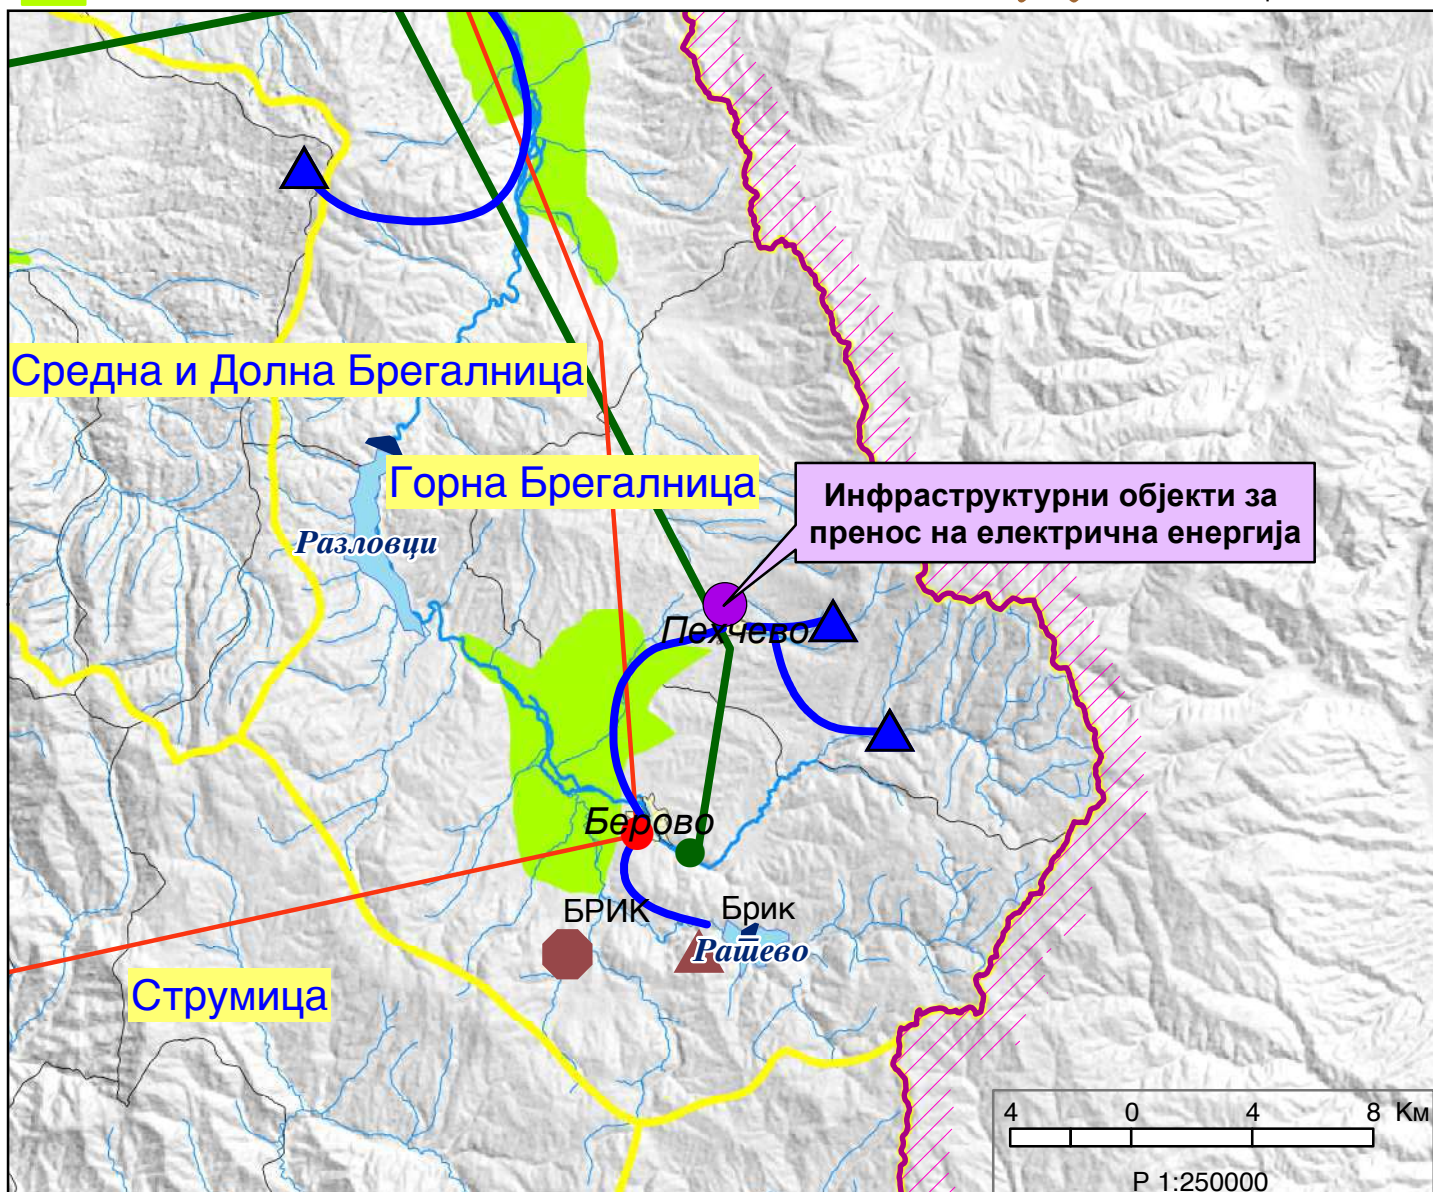 Средна и Долна Брегалница
Горна Брегалница
Инфраструктурни објекти за
пренос на електрична енергија
Разловци
Пехчево
Берово
БРИК
Брик
Рашево
Струмица
4 0 4 8 Км
Р 1:250000